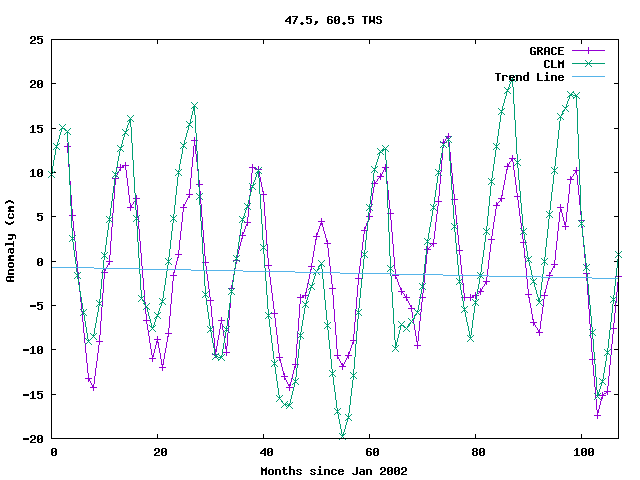 47.5, 60.5 TWS
GRACE
CLM
Trend Line
Anomaly (cm)
25
20
15
10
5
0
-5
-10
-15
-20
0 20 40 60 80 100
Months since Jan 2002